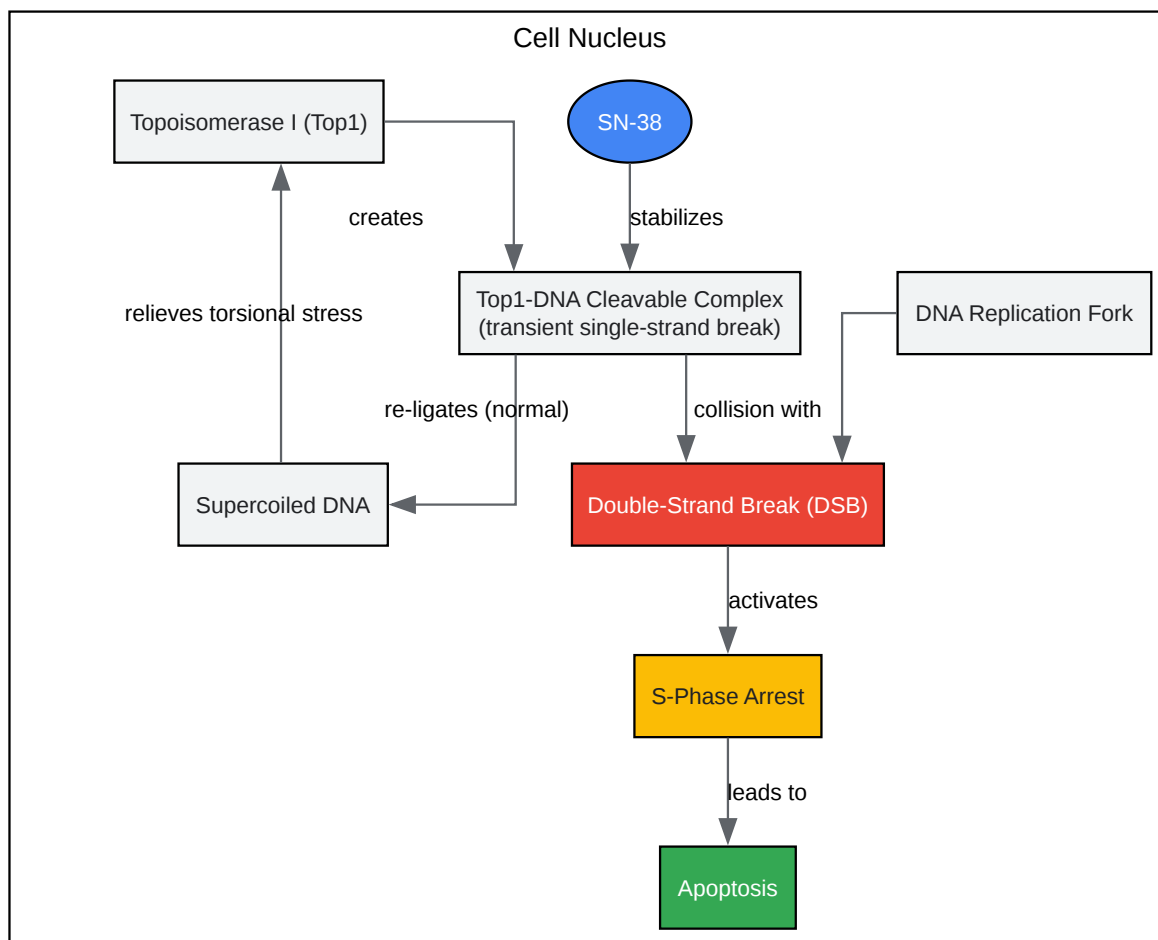 Cell Nucleus
Topoisomerase I (Top1)
SN-38
creates
stabilizes
Top1-DNA Cleavable Complex
(transient single-strand break)
DNA Replication Fork
relieves torsional stress
re-ligates (normal)
collision with
Supercoiled DNA
Double-Strand Break (DSB)
activates
S-Phase Arrest
leads to
Apoptosis